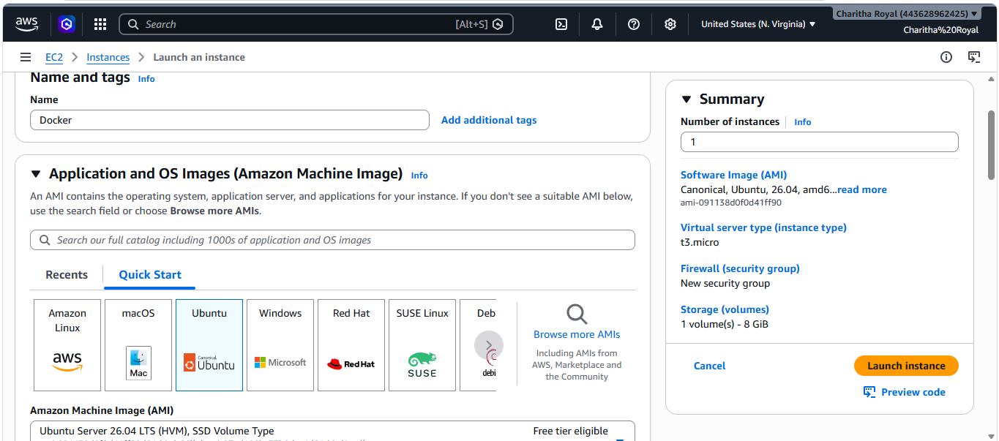 aws
Search [Alt+S]
United States (N. Virginia) ▼
Charitha Royal (443628962425) ▼
Charitha%20Royal
EC2 > Instances > Launch an instance
Name and tags Info
Name
Docker
Add additional tags
▼ Application and OS Images (Amazon Machine Image) Info
An AMI contains the operating system, application server, and applications for your instance. If you don't see a suitable AMI below,
use the search field or choose Browse more AMIs.
Search our full catalog including 1000s of application and OS images
Recents
Quick Start
Amazon
Linux
aws
macOS
Mac
Ubuntu
Canonical
Ubuntu
Windows
Microsoft
Red Hat
Red Hat
SUSE Linux
SUSE
Deb
debi
Browse more AMIs
Including AMIs from
AWS, Marketplace and
the Community
Amazon Machine Image (AMI)
Ubuntu Server 26.04 LTS (HVM), SSD Volume Type
Free tier eligible
▼ Summary
Number of instances Info
1
Software Image (AMI)
Canonical, Ubuntu, 26.04, amd6...read more
ami-091138d0f0d41ff90
Virtual server type (instance type)
t3.micro
Firewall (security group)
New security group
Storage (volumes)
1 volume(s) - 8 GiB
Cancel
Launch instance
Preview code